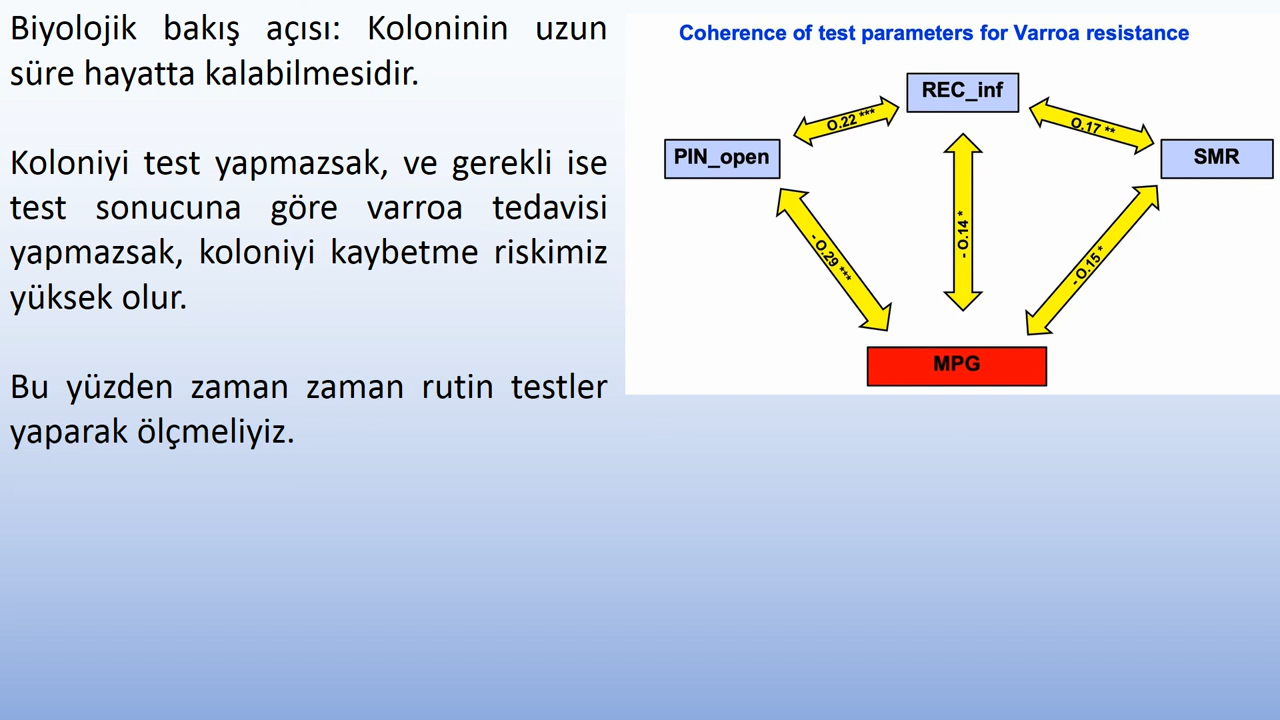 Biyolojik bakış açısı: Koloninin uzun
süre hayatta kalabilmesidir.
Koloniyi test yapmazsak, ve gerekli ise
test sonucuna göre varroa tedavisi
yapmazsak, koloniyi kaybetme riskimiz
yüksek olur.
Bu yüzden zaman zaman rutin testler
yaparak ölçmeliyiz.
Coherence of test parameters for Varroa resistance
REC_inf
O.22 ***
O.17 **
PIN_open
SMR
- O.29 ***
- O.14 *
- O.15 *
MPG